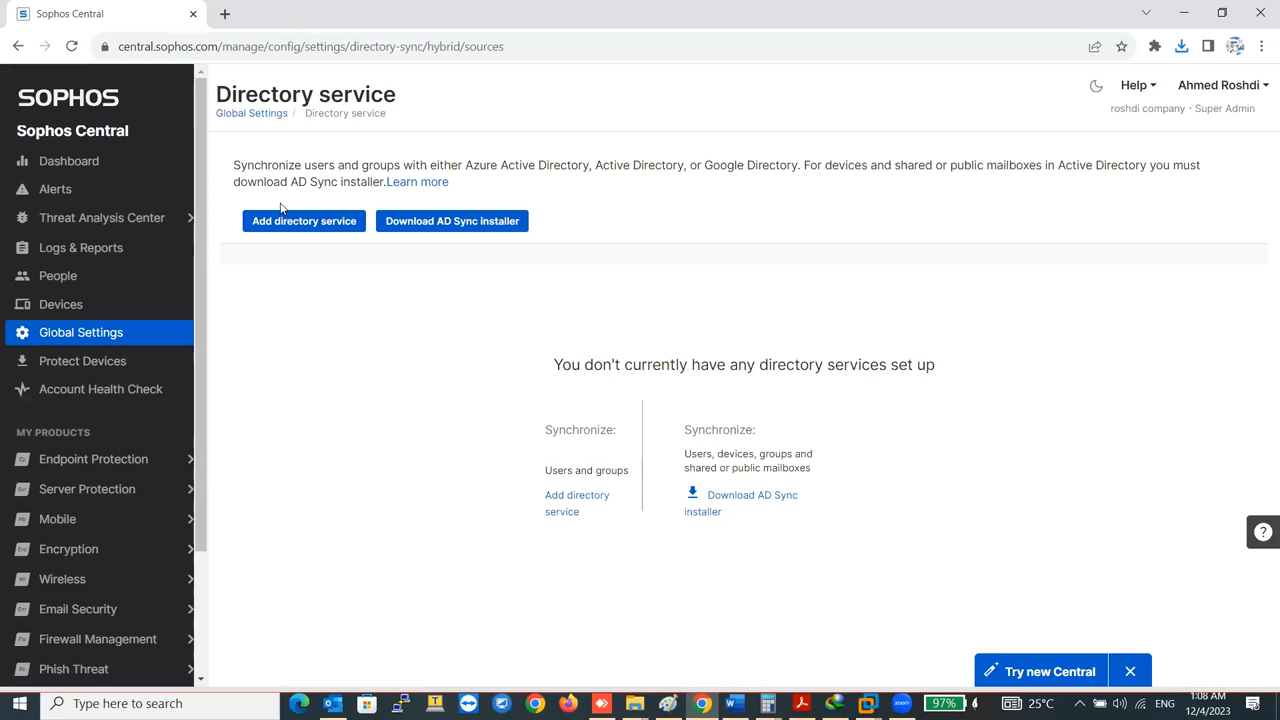 Sophos Central
central.sophos.com/manage/config/settings/directory-sync/hybrid/sources
SOPHOS
Sophos Central
Dashboard
Alerts
Threat Analysis Center
Logs & Reports
People
Devices
Global Settings
Protect Devices
Account Health Check
MY PRODUCTS
Endpoint Protection
Server Protection
Mobile
Encryption
Wireless
Email Security
Firewall Management
Phish Threat
Directory service
Global Settings / Directory service
Help
Ahmed Roshdi
roshdi company · Super Admin
Synchronize users and groups with either Azure Active Directory, Active Directory, or Google Directory. For devices and shared or public mailboxes in Active Directory you must
download AD Sync installer.Learn more
Add directory service
Download AD Sync installer
You don't currently have any directory services set up
Synchronize:
Users and groups
Add directory
service
Synchronize:
Users, devices, groups and
shared or public mailboxes
Download AD Sync
installer
Try new Central
Type here to search
97%
25°C
ENG
1:08 AM
12/4/2023